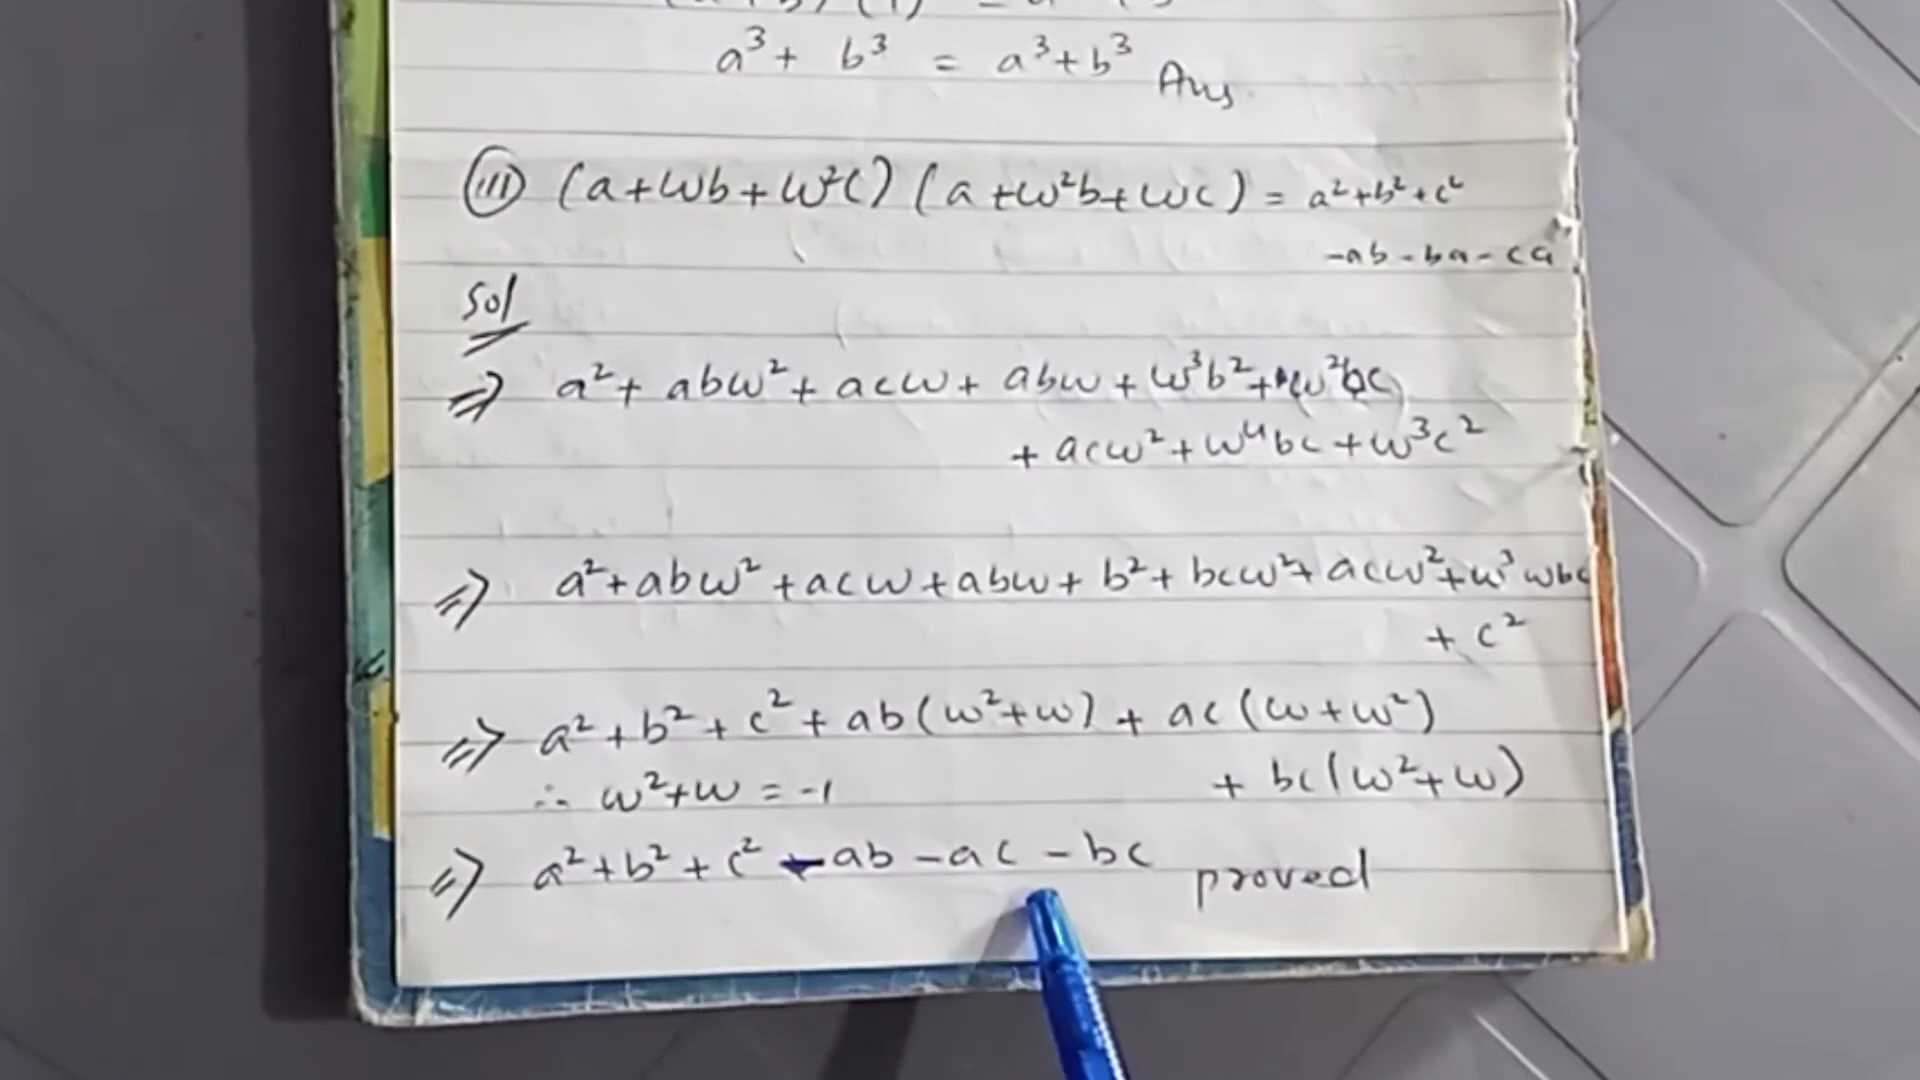 a³ + b³ = a³+b³ Ans.
(iii) (a+ωb+ω²c) (a+ω²b+ωc) = a²+b²+c²
-ab-ba-ca
Sol
⇒ a²+ abω²+ acω+ abω+ω³b²+ω²bc
+ acω²+ω⁴bc+ω³c²
⇒ a²+abω²+acω+abω+ b²+ bcω²+acω²+ω³ωbc
+ c²
⇒ a²+b²+c²+ab(ω²+ω)+ ac(ω+ω²)
+ bc(ω²+ω)
∴ ω²+ω = -1
⇒ a²+b²+c² -ab -ac -bc proved